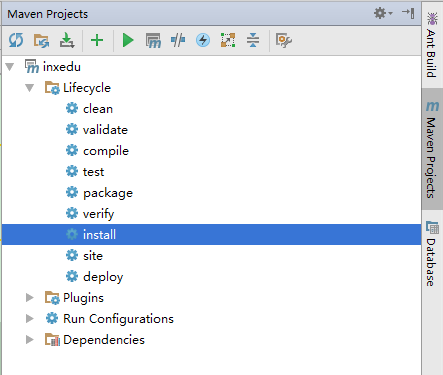 Maven Projects
inxedu
Lifecycle
clean
validate
compile
test
package
verify
install
site
deploy
Plugins
Run Configurations
Dependencies
Ant Build
Maven Projects
Database